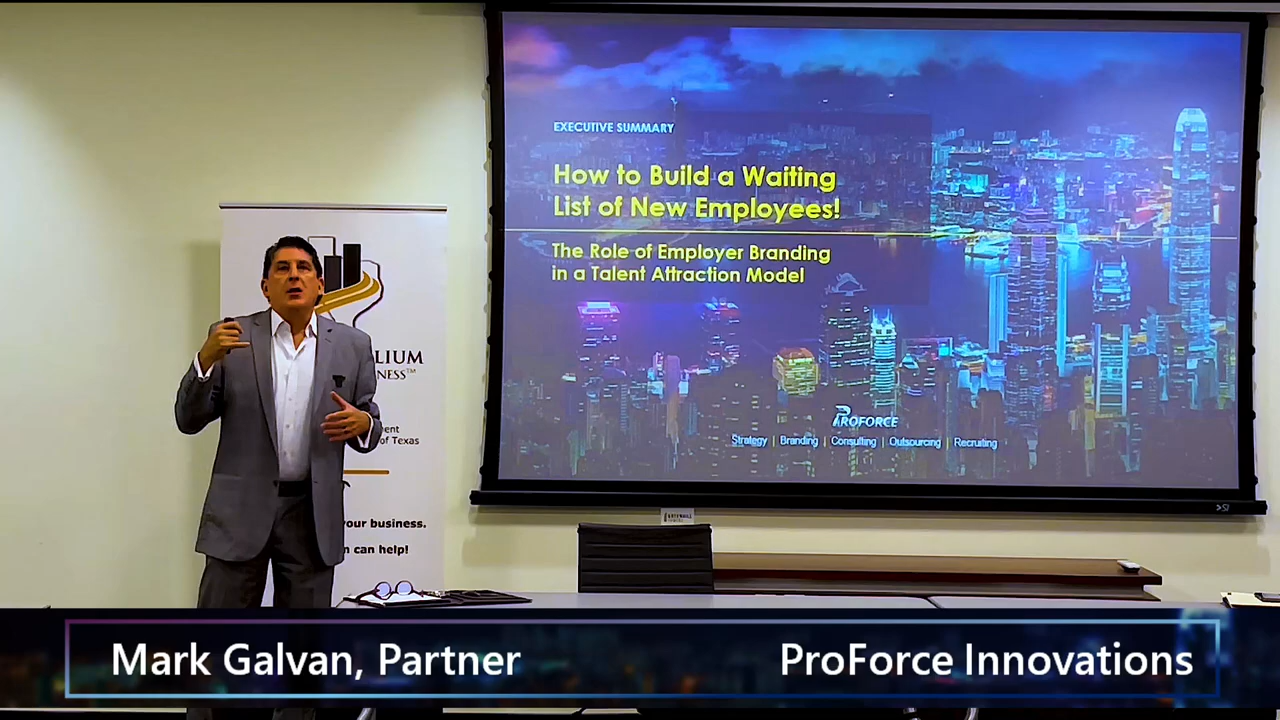 EXECUTIVE SUMMARY
How to Build a Waiting
List of New Employees!
The Role of Employer Branding
in a Talent Attraction Model
PROFORCE
Strategy | Branding | Consulting | Outsourcing | Recruiting
LIUM
NESS™
ent
of Texas
your business.
n can help!
Mark Galvan, Partner
ProForce Innovations